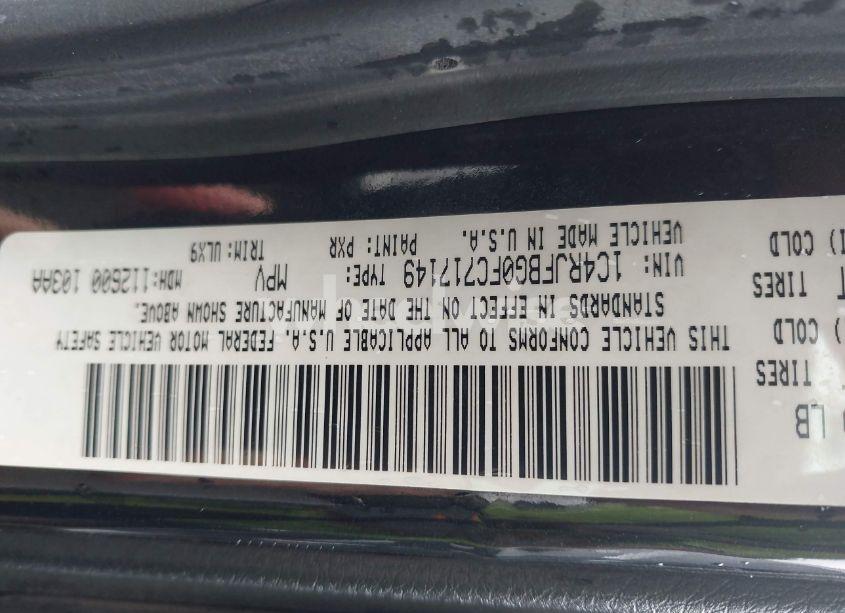 LB
TIRES
COLD
TIRES
COLD
THIS VEHICLE CONFORMS TO ALL APPLICABLE U.S.A. FEDERAL MOTOR VEHICLE SAFETY
STANDARDS IN EFFECT ON THE DATE OF MANUFACTURE SHOWN ABOVE.
VIN: 1C4RJFBG0FC717149 TYPE: MPV MDH: 112600 103AA
VEHICLE MADE IN U.S.A. PAINT: PXR TRIM: ULX9